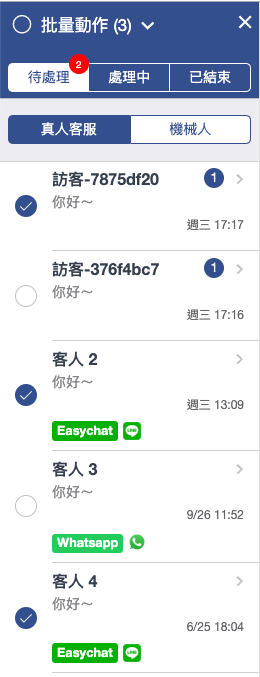 批量動作 (3)
待處理 2 處理中 已結束
真人客服 機械人
訪客-7875df20 1
你好～
週三 17:17
訪客-376f4bc7 1
你好～
週三 17:16
客人 2
你好～
週三 13:09
Easychat LINE
客人 3
你好～
9/26 11:52
Whatsapp
客人 4
你好～
6/25 18:04
Easychat LINE